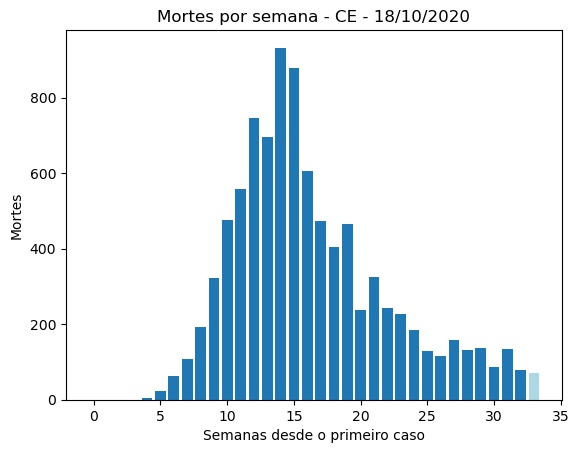 Mortes por semana - CE - 18/10/2020
Mortes
800
600
400
200
0
0 5 10 15 20 25 30 35
Semanas desde o primeiro caso